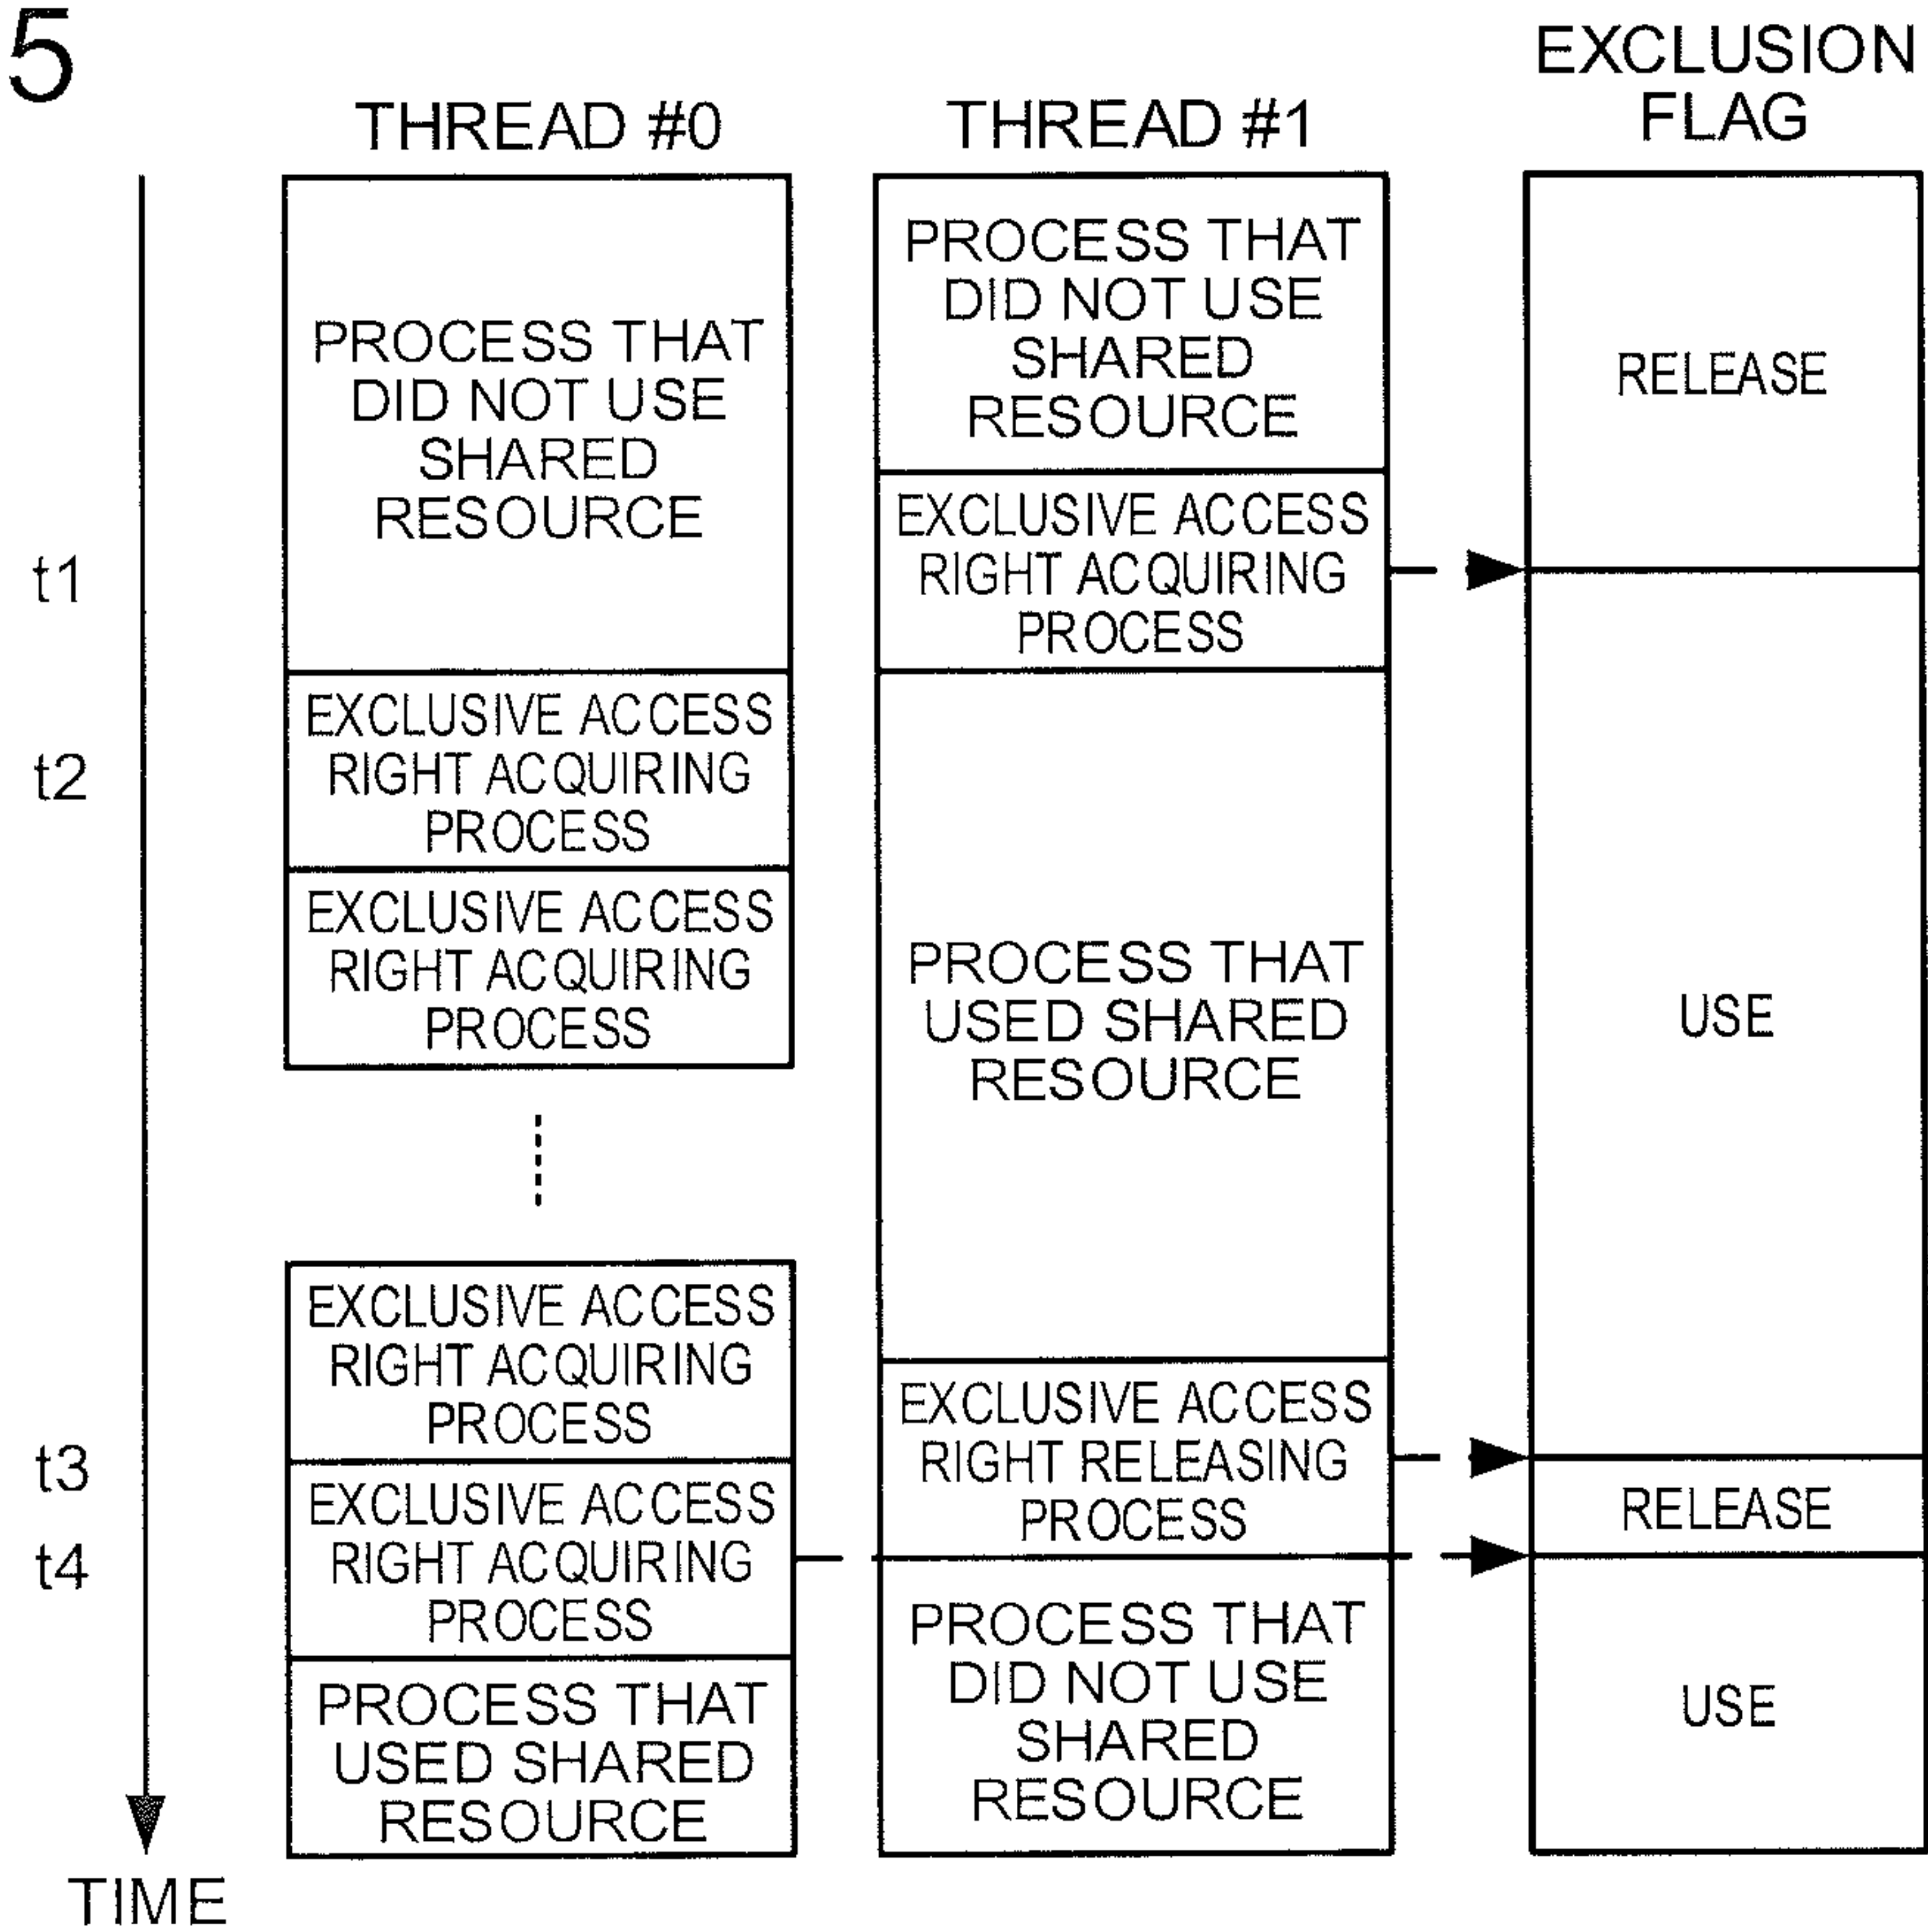 5
THREAD #0
THREAD #1
EXCLUSION
FLAG
PROCESS THAT
DID NOT USE
SHARED
RESOURCE
EXCLUSIVE ACCESS
RIGHT ACQUIRING
PROCESS
EXCLUSIVE ACCESS
RIGHT ACQUIRING
PROCESS
EXCLUSIVE ACCESS
RIGHT ACQUIRING
PROCESS
EXCLUSIVE ACCESS
RIGHT ACQUIRING
PROCESS
PROCESS THAT
USED SHARED
RESOURCE
PROCESS THAT
DID NOT USE
SHARED
RESOURCE
EXCLUSIVE ACCESS
RIGHT ACQUIRING
PROCESS
PROCESS THAT
USED SHARED
RESOURCE
EXCLUSIVE ACCESS
RIGHT RELEASING
PROCESS
PROCESS THAT
DID NOT USE
SHARED
RESOURCE
RELEASE
USE
RELEASE
USE
t1
t2
t3
t4
TIME